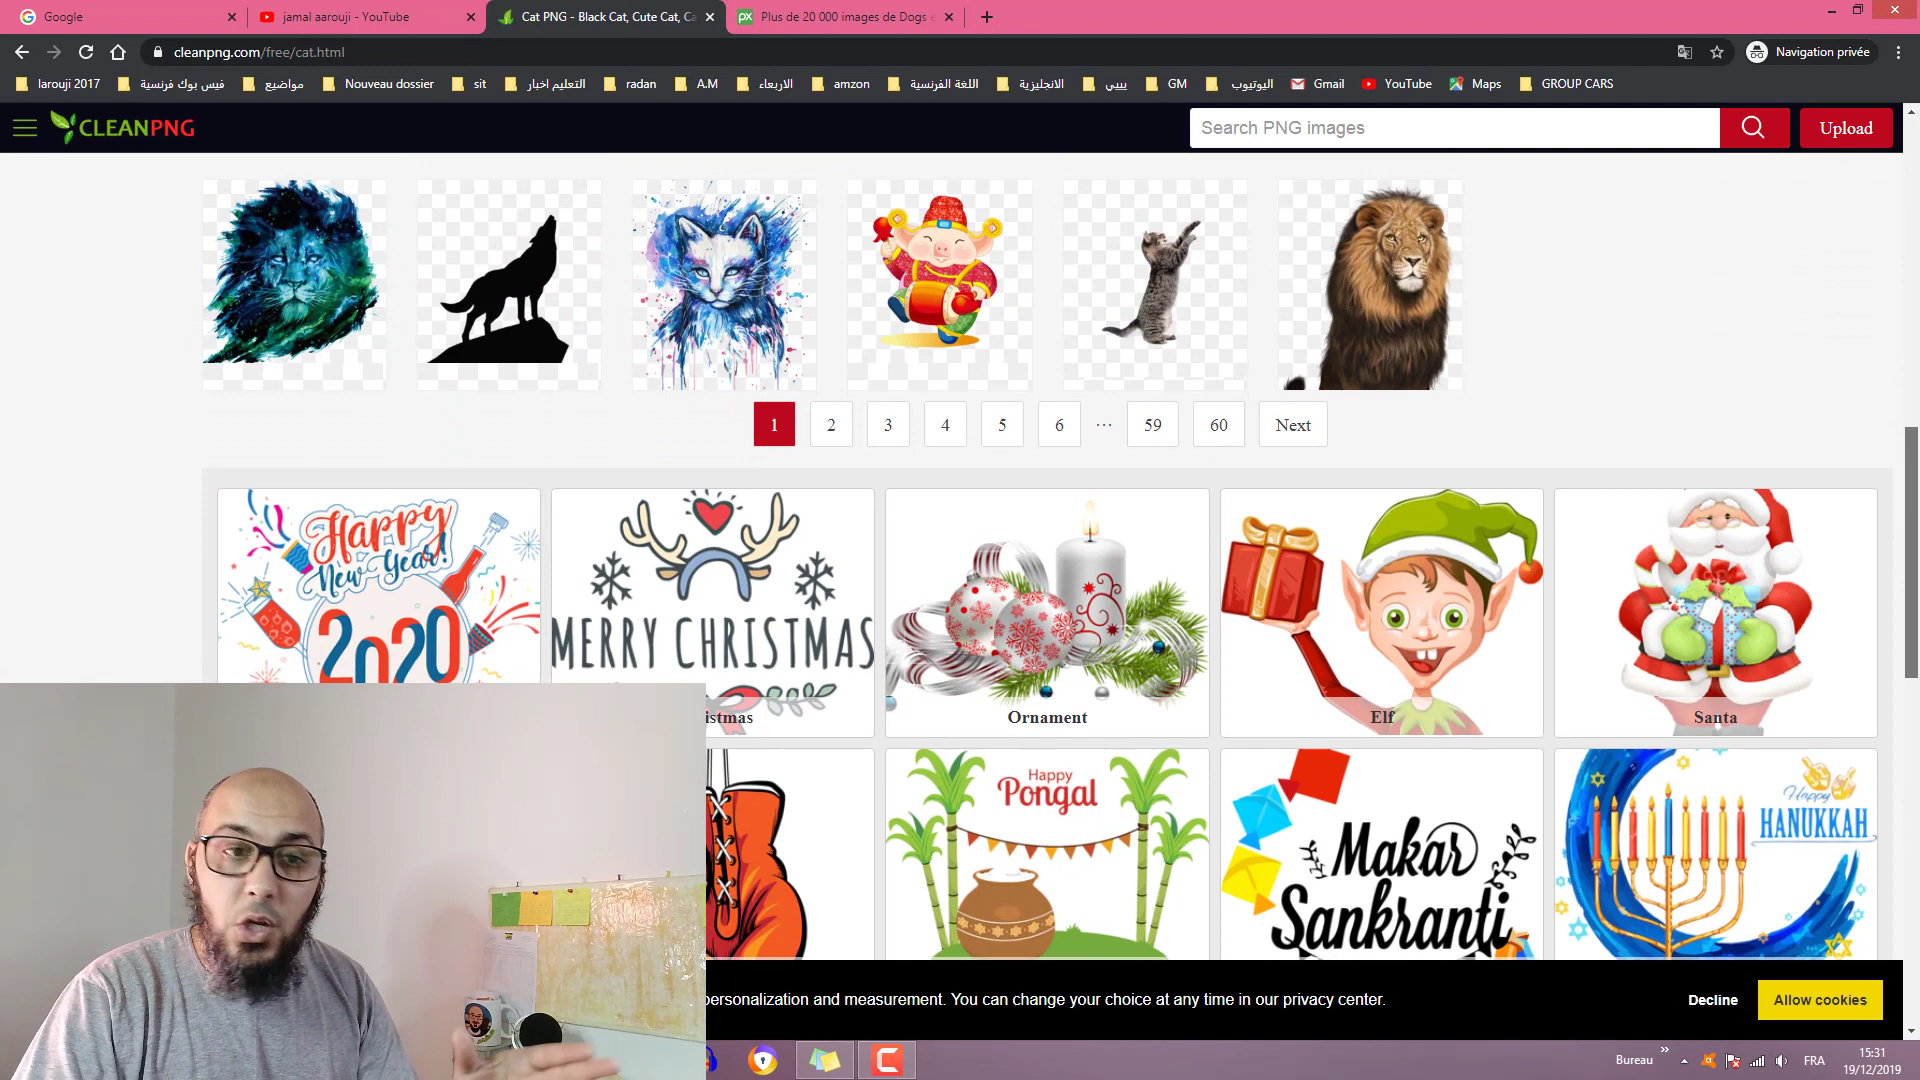 Google
jamal aarouji - YouTube
Cat PNG - Black Cat, Cute Cat, Ca
Plus de 20 000 images de Dogs e
cleanpng.com/free/cat.html
Navigation privée
larouji 2017
فيس بوك فرنسية
مواضيع
Nouveau dossier
sit
التعليم اخبار
radan
A.M
الاربعاء
amzon
اللغة الفرنسية
الانجليزية
GM
اليوتيوب
Gmail
YouTube
Maps
GROUP CARS
CLEANPNG
Search PNG images
Upload
1 2 3 4 5 6 ... 59 60 Next
Happy
New Year!
2020
MERRY CHRISTMAS
istmas
Ornament
Elf
Santa
Happy
Pongal
Makar
Sankranti
Happy
HANUKKAH
personalization and measurement. You can change your choice at any time in our privacy center.
Decline
Allow cookies
Bureau
FRA
15:31
19/12/2019